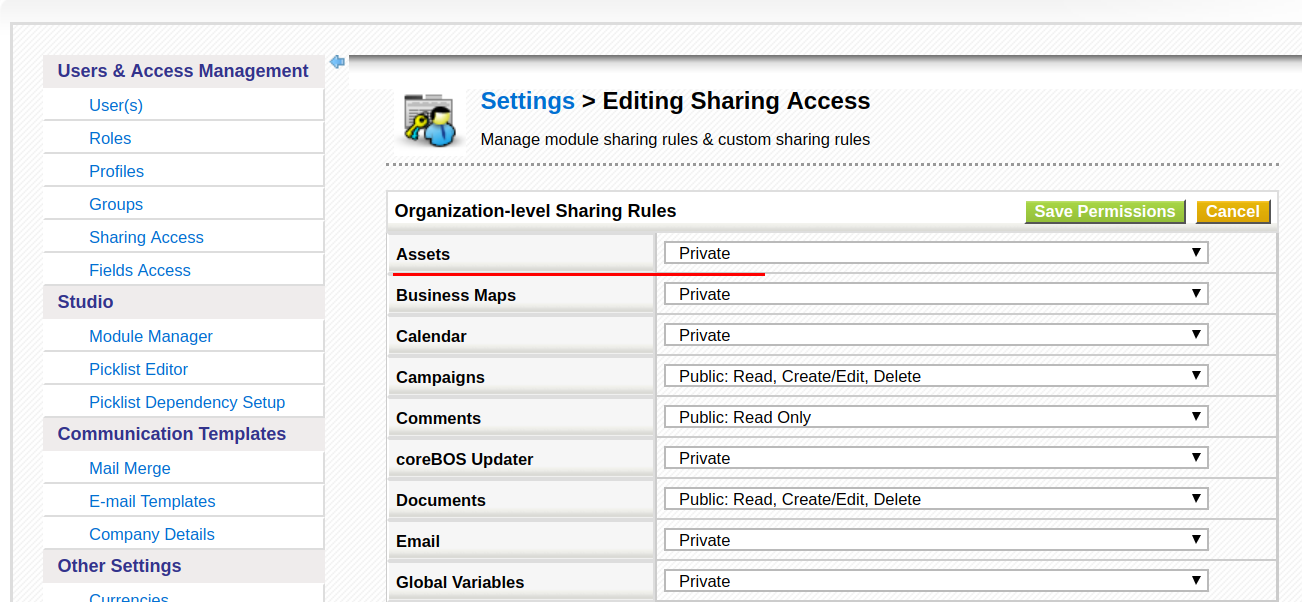 Users & Access Management
User(s)
Roles
Profiles
Groups
Sharing Access
Fields Access
Studio
Module Manager
Picklist Editor
Picklist Dependency Setup
Communication Templates
Mail Merge
E-mail Templates
Company Details
Other Settings
Currencies
Settings > Editing Sharing Access
Manage module sharing rules & custom sharing rules
Organization-level Sharing Rules Save Permissions Cancel
Assets Private
Business Maps Private
Calendar Private
Campaigns Public: Read, Create/Edit, Delete
Comments Public: Read Only
coreBOS Updater Private
Documents Public: Read, Create/Edit, Delete
Email Private
Global Variables Private